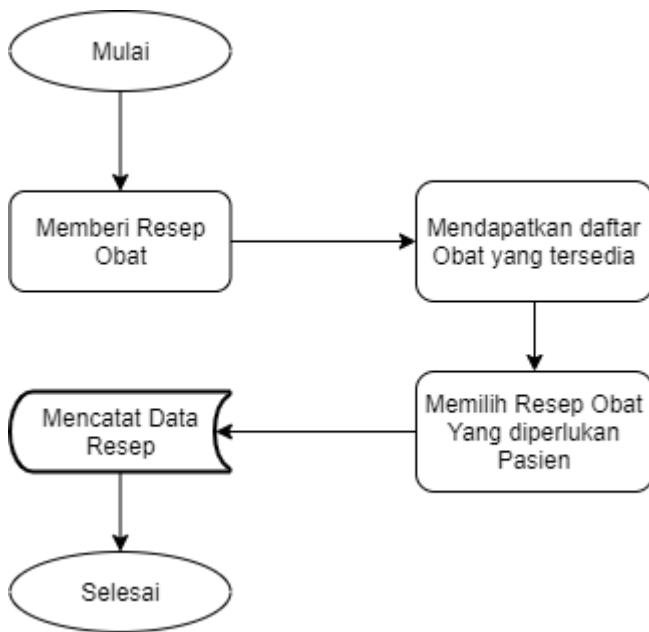 Mulai
Memberi Resep
Obat
Mendapatkan daftar
Obat yang tersedia
Memilih Resep Obat
Yang diperlukan
Pasien
Mencatat Data
Resep
Selesai